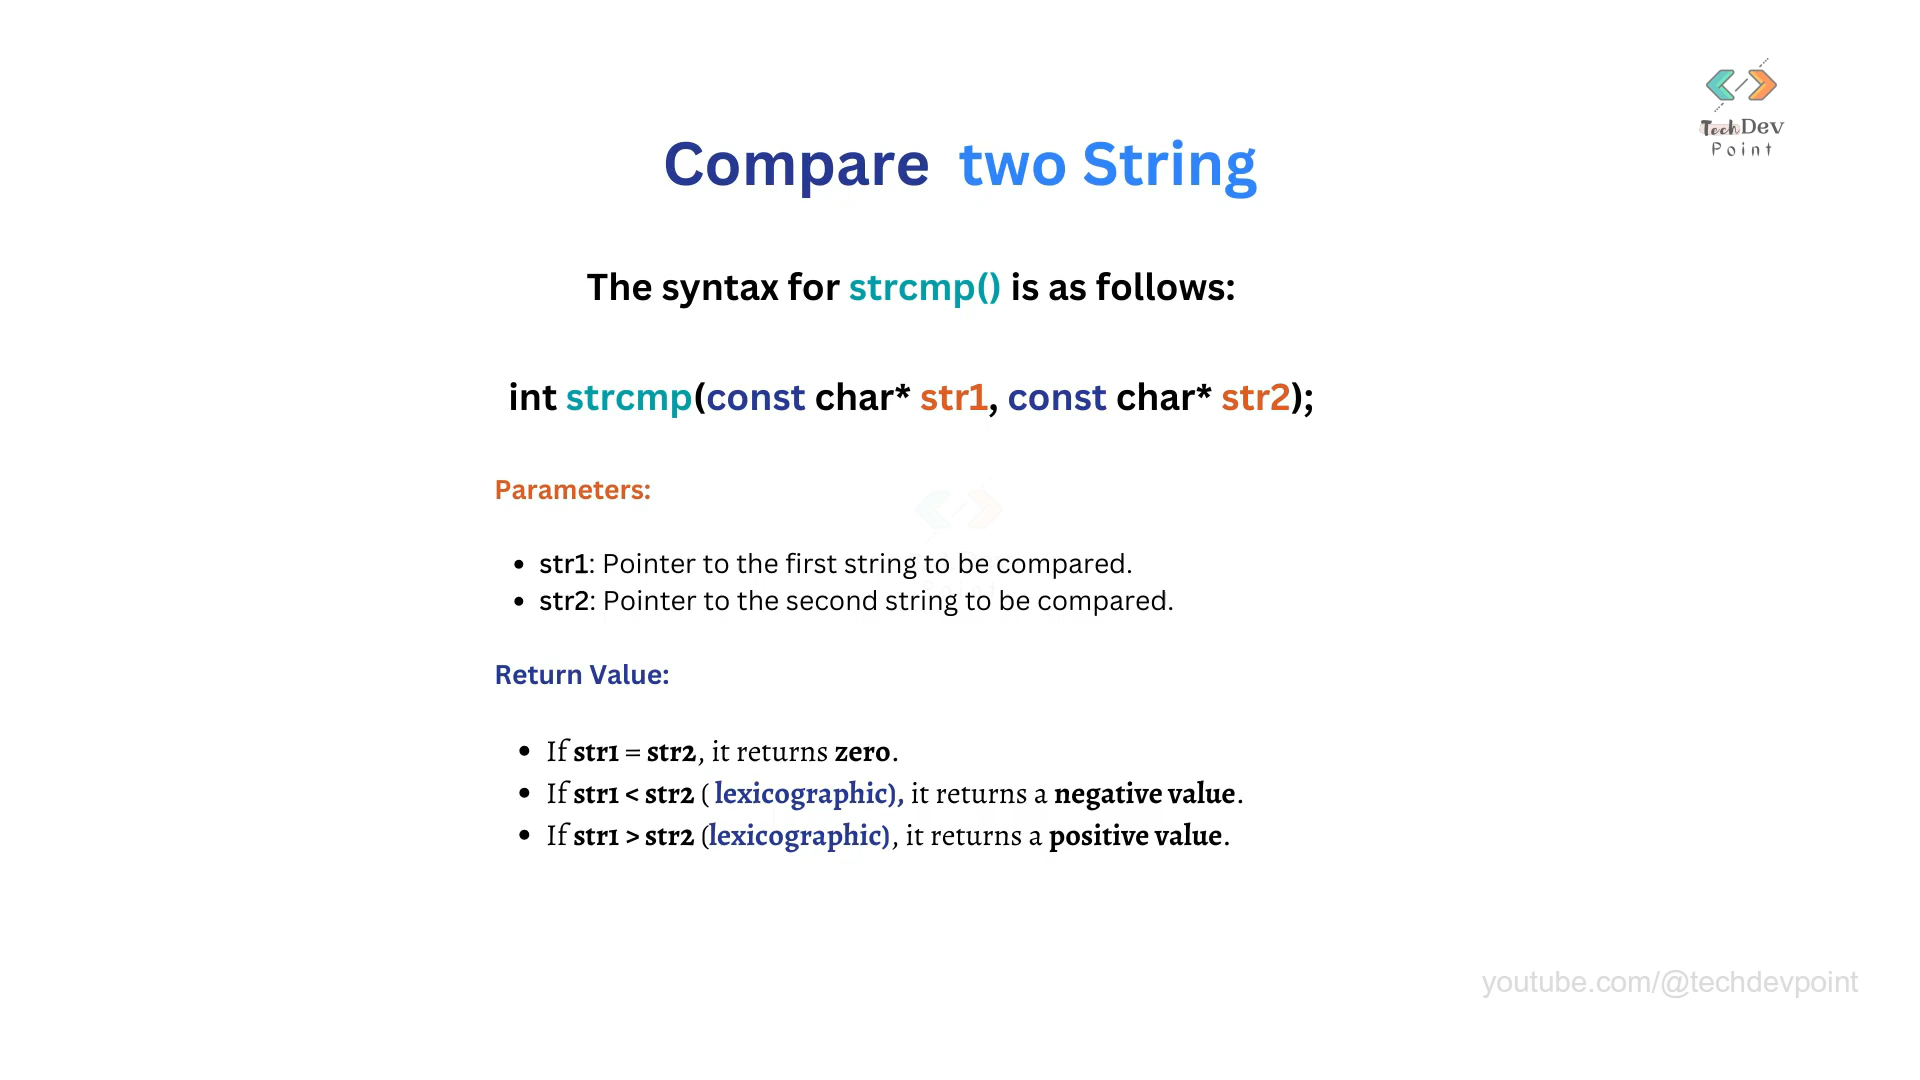 TechDev
Point
Compare two String
The syntax for strcmp() is as follows:
int strcmp(const char* str1, const char* str2);
Parameters:
• str1: Pointer to the first string to be compared.
• str2: Pointer to the second string to be compared.
Return Value:
• If str1 = str2, it returns zero.
• If str1 < str2 ( lexicographic), it returns a negative value.
• If str1 > str2 (lexicographic), it returns a positive value.
youtube.com/@techdevpoint